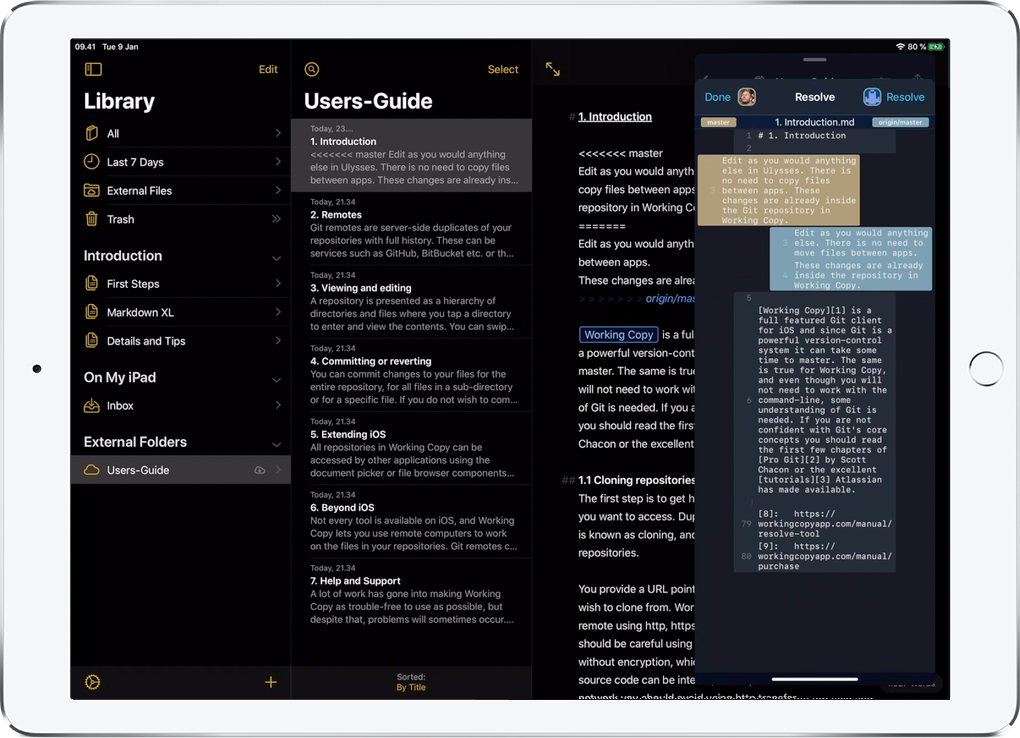 09.41 Tue 9 Jan
80 %
Edit
Library
All
Last 7 Days
External Files
Trash
Introduction
First Steps
Markdown XL
Details and Tips
On My iPad
Inbox
External Folders
Users-Guide
Select
Users-Guide
Today, 23....
1. Introduction
<<<<<<< master Edit as you would anything
else in Ulysses. There is no need to copy files
between apps. These changes are already ins...
Today, 21.34
2. Remotes
Git remotes are server-side duplicates of your
repositories with full history. These can be
services such as GitHub, BitBucket etc. or th...
Today, 21.34
3. Viewing and editing
A repository is presented as a hierarchy of
directories and files where you tap a directory
to enter and view the contents. You can swip...
Today, 21.34
4. Committing or reverting
You can commit changes to your files for the
entire repository, for all files in a sub-directory
or for a specific file. If you do not wish to com...
Today, 21.34
5. Extending iOS
All repositories in Working Copy can be
accessed by other applications using the
document picker or file browser components...
Today, 21.34
6. Beyond iOS
Not every tool is available on iOS, and Working
Copy lets you use remote computers to work
on the files in your repositories. Git remotes c...
Today, 21.34
7. Help and Support
A lot of work has gone into making Working
Copy as trouble-free to use as possible, but
despite that, problems will sometimes occur....
Sorted:
By Title
# 1. Introduction
<<<<<<< master
Edit as you would anyth
copy files between apps
repository in Working Co
=======
Edit as you would anyth
between apps.
These changes are alrea
>>>>>>> origin/mas
Working Copy is a ful
a powerful version-cont
master. The same is true
will not need to work wit
of Git is needed. If you a
you should read the first
Chacon or the excellent
## 1.1 Cloning repositories
The first step is to get h
you want to access. Dup
is known as cloning, and
repositories.
You provide a URL point
wish to clone from. Wor
remote using http, https
should be careful using
without encryption, whic
source code can be inte
network you should avoid using http transfer
Done
Resolve
Resolve
master
1. Introduction.md
origin/master
1 # 1. Introduction
2
Edit as you would anything
else in Ulysses. There is
no need to copy files
3 between apps. These
changes are already inside
the Git repository in
Working Copy.
Edit as you would anything
3 else. There is no need to
move files between apps.
These changes are already
4 inside the repository in
Working Copy.
5
[Working Copy][1] is a
full featured Git client
for iOS and since Git is a
powerful version-control
system it can take some
time to master. The same
is true for Working Copy,
and even though you will
not need to work with the
6 command-line, some
understanding of Git is
needed. If you are not
confident with Git's core
concepts you should read
the first few chapters of
[Pro Git][2] by Scott
Chacon or the excellent
[tutorials][3] Atlassian
has made available.
[8]: https://
79 workingcopyapp.com/manual/
resolve-tool
[9]: https://
80 workingcopyapp.com/manual/
purchase